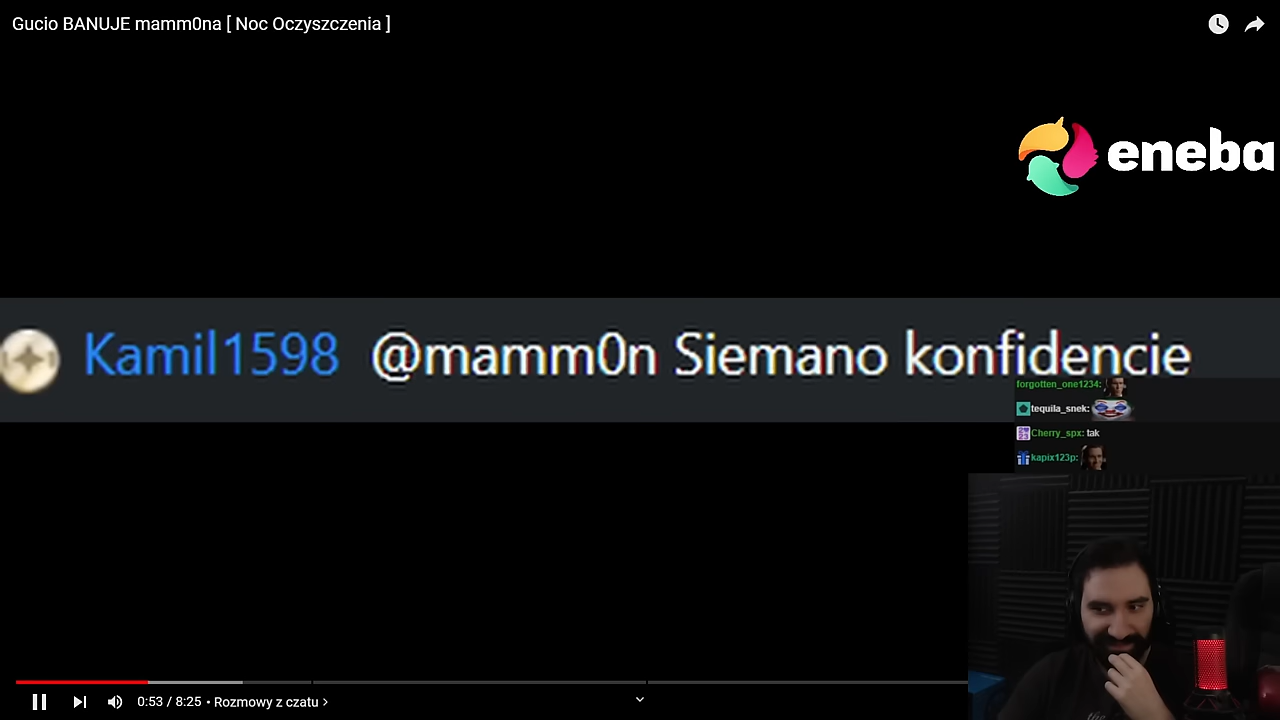 Gucio BANUJE mamm0na [ Noc Oczyszczenia ]
eneba
Kamil1598 @mamm0n Siemano konfidencie
forgotten_one1234:
tequila_snek:
Cherry_spx: tak
kapix123p:
0:53 / 8:25 • Rozmowy z czatu >